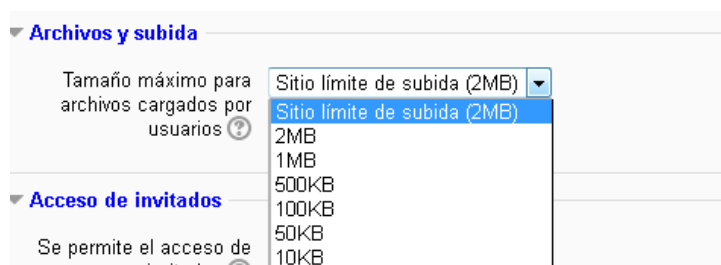 Archivos y subida
Tamaño máximo para
archivos cargados por
usuarios
Sitio límite de subida (2MB)
Sitio límite de subida (2MB)
2MB
1MB
500KB
100KB
50KB
10KB
Acceso de invitados
Se permite el acceso de